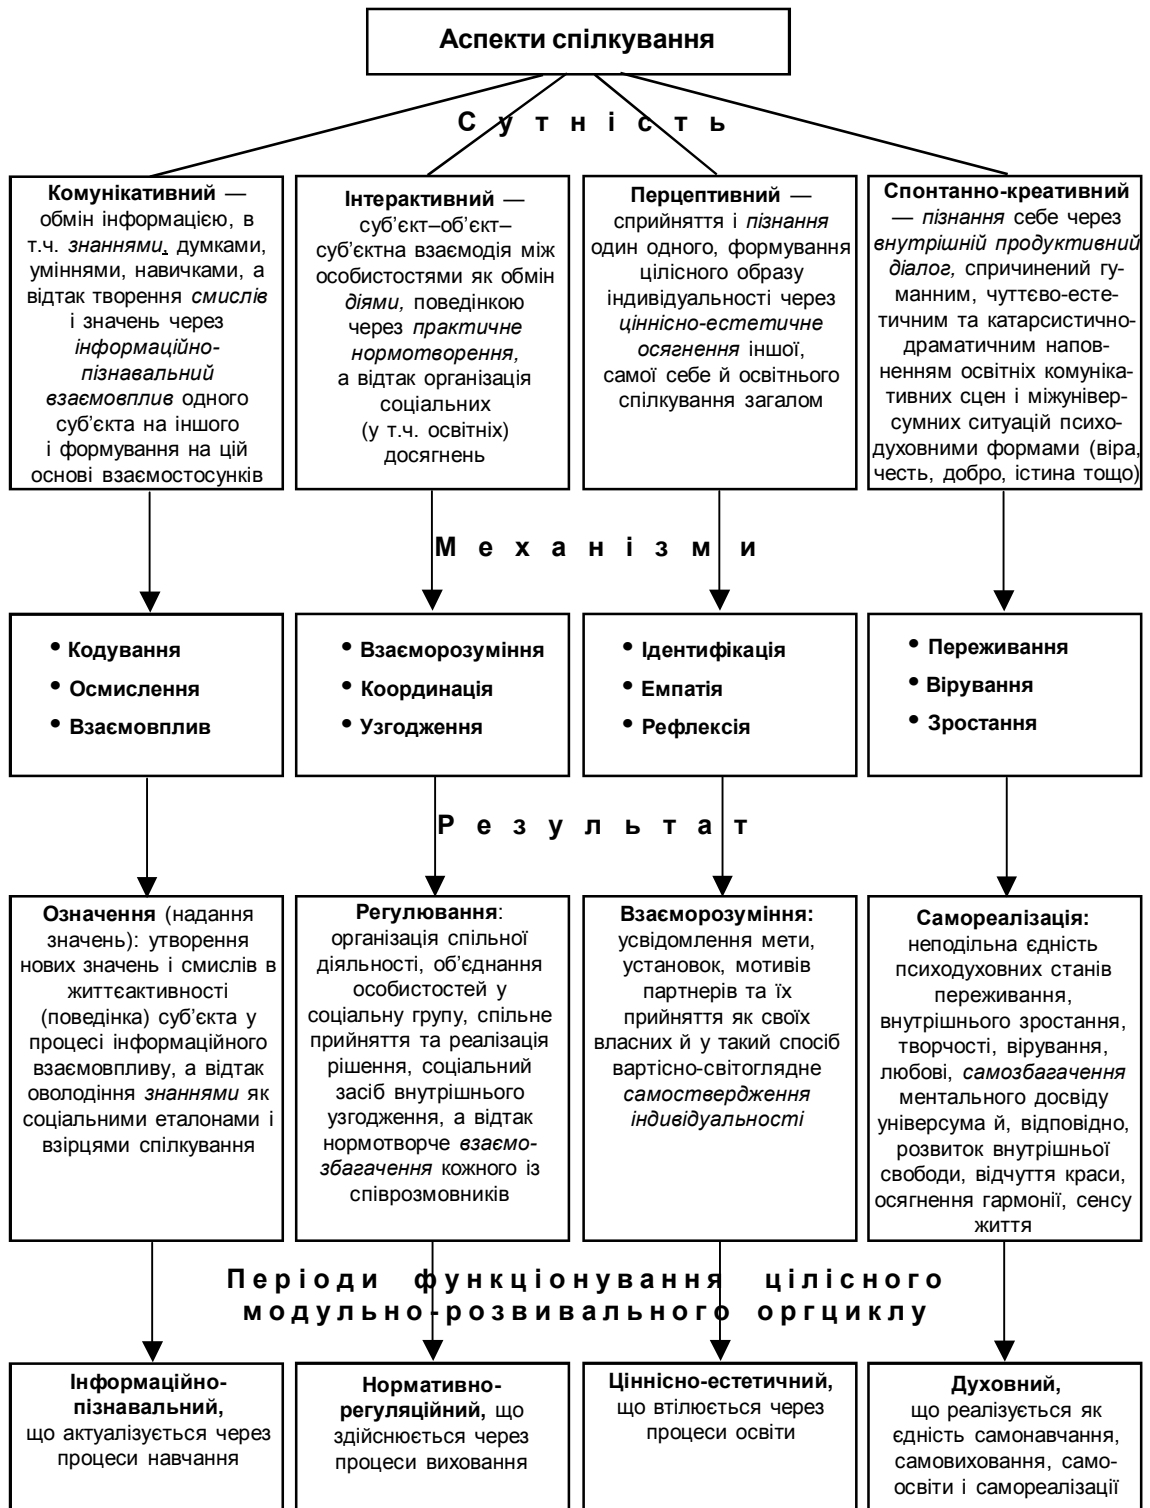 Аспекти спілкування
Сутність
Комунікативний —
обмін інформацією, в
т.ч. знаннями, думками,
уміннями, навичками, а
відтак творення смислів
і значень через
інформаційно-
пізнавальний
взаємовплив одного
суб’єкта на іншого
і формування на цій
основі взаємостосунків
Інтерактивний —
суб’єкт–об’єкт–
суб’єктна взаємодія між
особистостями як обмін
діями, поведінкою
через практичне
нормотворення,
а відтак організація
соціальних
(у т.ч. освітніх)
досягнень
Перцептивний —
сприйняття і пізнання
один одного, формування
цілісного образу
індивідуальності через
ціннісно-естетичне
осягнення іншої,
самої себе й освітнього
спілкування загалом
Спонтанно-креативний
— пізнання себе через
внутрішній продуктивний
діалог, спричинений гу-
манним, чуттєво-есте-
тичним та катарсистично-
драматичним напов-
ненням освітніх комуніка-
тивних сцен і міжунівер-
сумних ситуацій психо-
духовними формами (віра,
честь, добро, істина тощо)
Механізми
• Кодування
• Осмислення
• Взаємовплив
• Взаєморозуміння
• Координація
• Узгодження
• Ідентифікація
• Емпатія
• Рефлексія
• Переживання
• Вірування
• Зростання
Результат
Означення (надання
значень): утворення
нових значень і смислів в
життєактивності
(поведінка) суб’єкта у
процесі інформаційного
взаємовпливу, а відтак
оволодіння знаннями як
соціальними еталонами і
взірцями спілкування
Регулювання:
організація спільної
діяльності, об’єднання
особистостей у
соціальну групу, спільне
прийняття та реалізація
рішення, соціальний
засіб внутрішнього
узгодження, а відтак
нормотворче взаємо-
збагачення кожного із
співрозмовників
Взаєморозуміння:
усвідомлення мети,
установок, мотивів
партнерів та їх
прийняття як своїх
власних й у такий спосіб
вартісно-світоглядне
самоствердження
індивідуальності
Самореалізація:
неподільна єдність
психодуховних станів
переживання,
внутрішнього зростання,
творчості, вірування,
любові, самозбагачення
ментального досвіду
універсума й, відповідно,
розвиток внутрішньої
свободи, відчуття краси,
осягнення гармонії, сенсу
життя
Періоди функціонування цілісного
модульно-розвивального оргциклу
Інформаційно-
пізнавальний,
що актуалізується через
процеси навчання
Нормативно-
регуляційний, що
здійснюється через
процеси виховання
Ціннісно-естетичний,
що втілюється через
процеси освіти
Духовний,
що реалізується як
єдність самонавчання,
самовиховання, само-
освіти і самореалізації